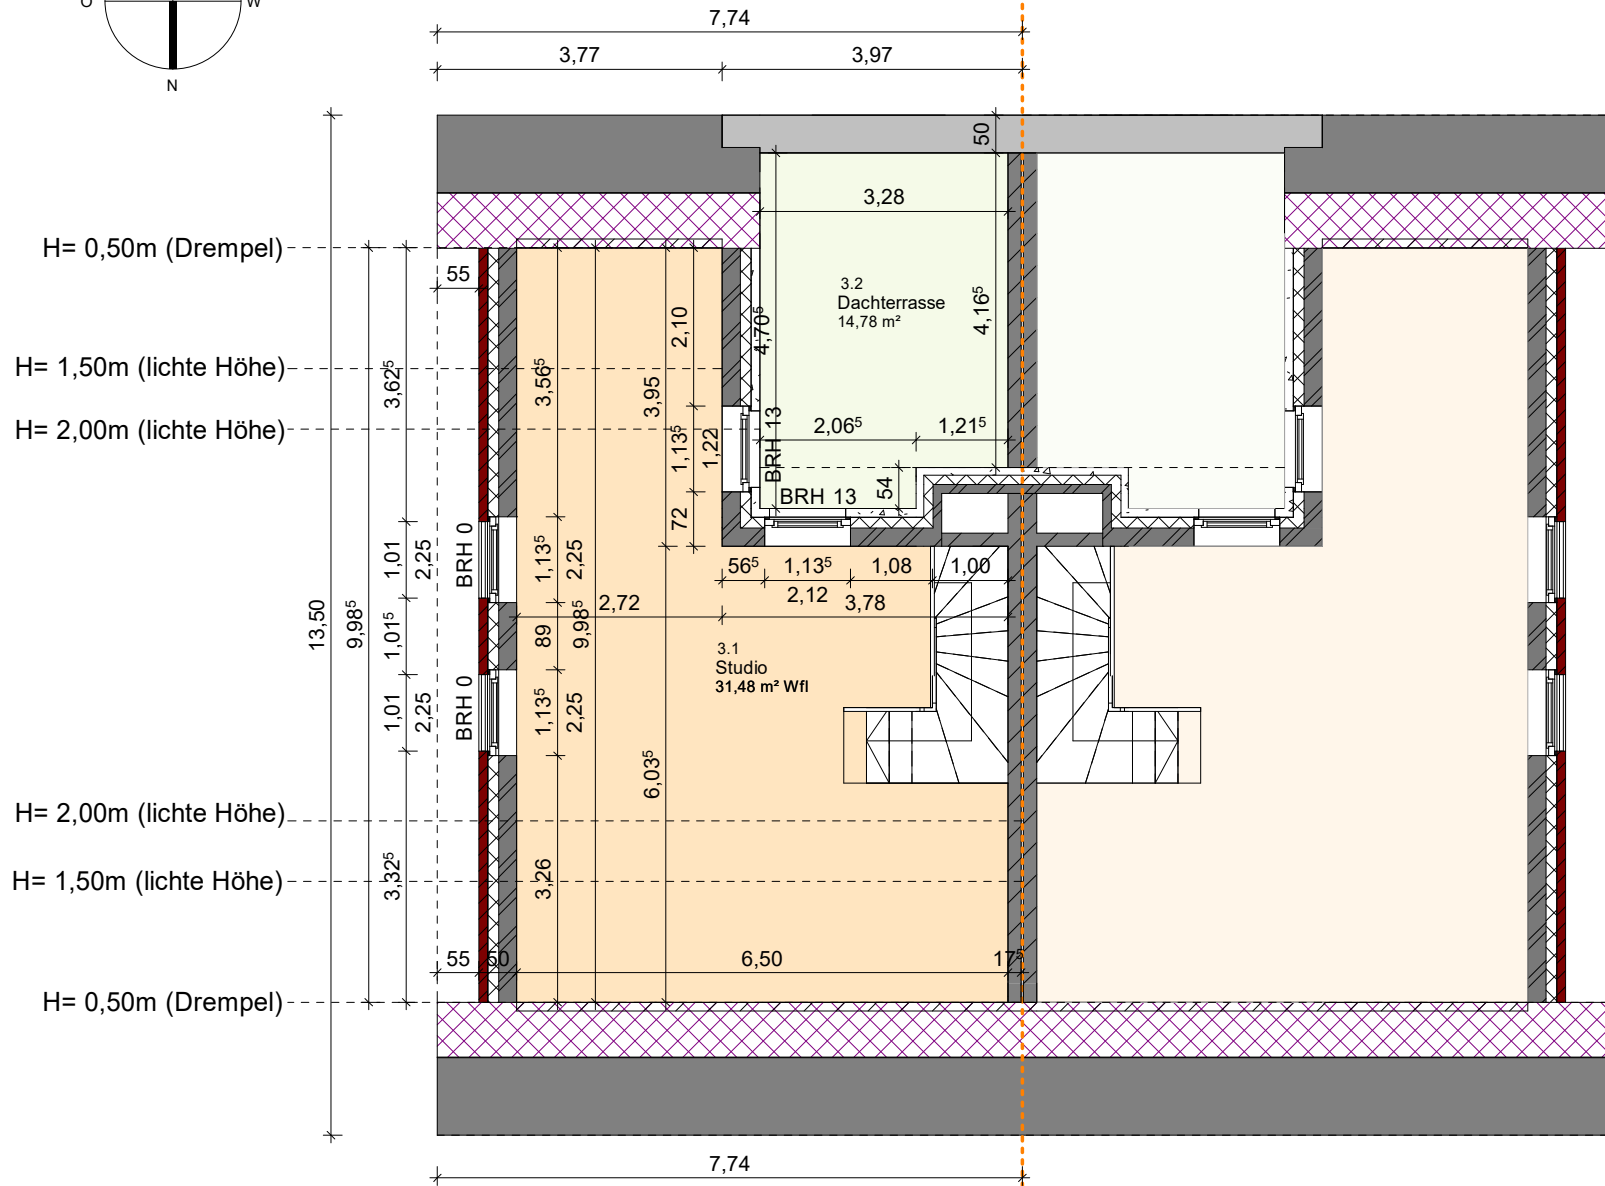 7,74
O
W
3,77
3,97
N
50
3,28
H= 0,50m (Drempel)
55
3.2
Dachterrasse
14,78 m²
2,10
4,70⁵
4,16⁵
H= 1,50m (lichte Höhe)
3,62⁵
3,56⁵
3,95
H= 2,00m (lichte Höhe)
1,13⁵
1,22
BRH 13
2,06⁵
1,21⁵
BRH 13
54
72
1,01
2,25
BRH 0
1,13⁵
2,25
56⁵
1,13⁵
1,08
1,00
2,12
2,72
3,78
13,50
9,98⁵
1,01⁵
89
9,98⁵
3.1
Studio
31,48 m² Wfl
1,01
2,25
BRH 0
1,13⁵
2,25
6,03⁵
H= 2,00m (lichte Höhe)
H= 1,50m (lichte Höhe)
3,32⁵
3,26
55
50
6,50
17⁵
H= 0,50m (Drempel)
7,74